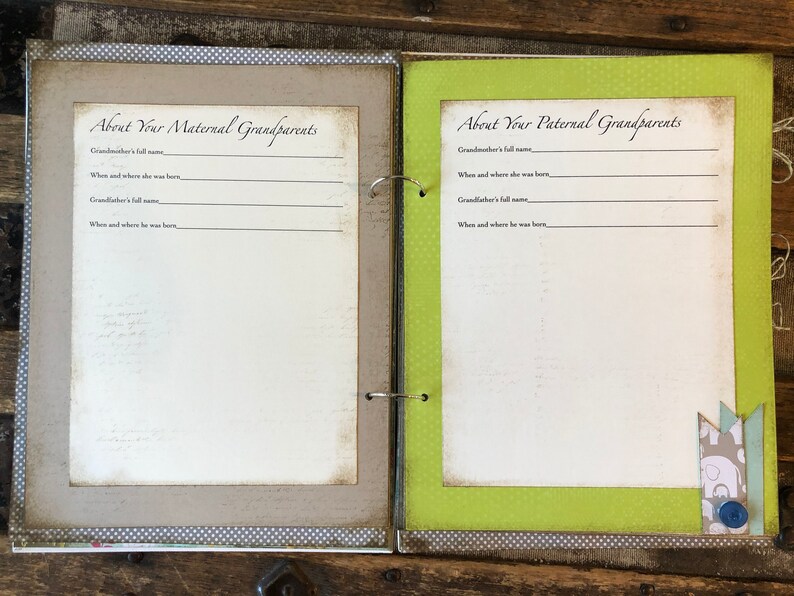 About Your Maternal Grandparents
Grandmother's full name
When and where she was born
Grandfather's full name
When and where he was born
About Your Paternal Grandparents
Grandmother's full name
When and where she was born
Grandfather's full name
When and where he was born